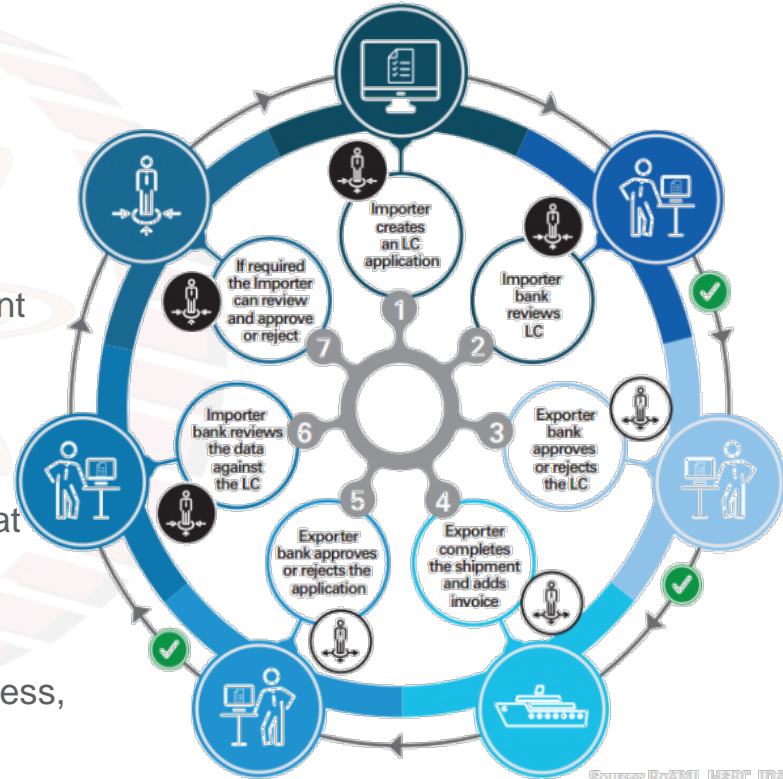 Importer
creates
an LC
application
1
Importer
bank
reviews
LC
2
Exporter
bank
approves
or rejects
the LC
3
Exporter
completes
the shipment
and adds
invoice
4
Exporter
bank approves
or rejects the
application
5
Importer
bank reviews
the data
against
the LC
6
If required
the Importer
can review
and approve
or reject
7
nt
at
ess,